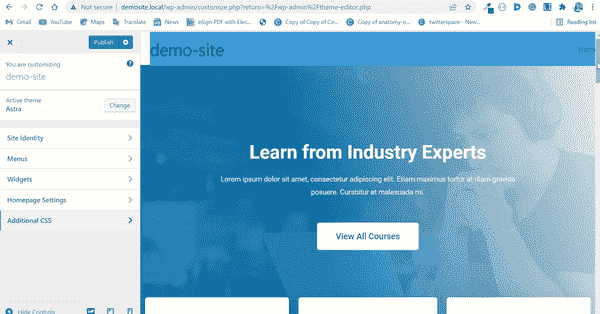 Not secure demosite.local/wp-admin/customize.php?return=%2Fwp-admin%2Ftheme-editor.php
Gmail YouTube Maps Translate News eSign PDF with Elec... Copy of Copy of Co... Copy of anatomy-o... twitterspace - New... Reading list
Publish
demo-site
Home
You are customizing
demo-site
Active theme
Astra
Change
Site Identity
Menus
Widgets
Homepage Settings
Additional CSS
Learn from Industry Experts
Lorem ipsum dolor sit amet, consectetur adipiscing elit. Etiam maximus tortor at diam gravida
posuere. Curabitur et malesuada mi.
View All Courses
Hide Controls